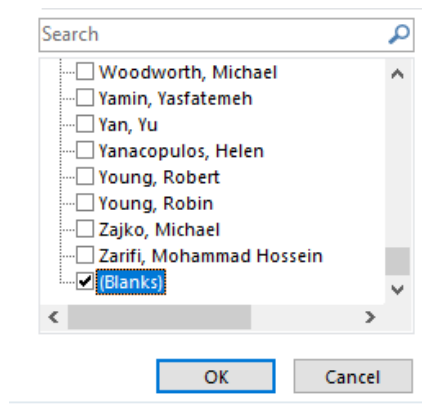 Search
Woodworth, Michael
Yamin, Yasfatemeh
Yan, Yu
Yanacopulos, Helen
Young, Robert
Young, Robin
Zajko, Michael
Zarifi, Mohammad Hossein
(Blanks)
OK Cancel